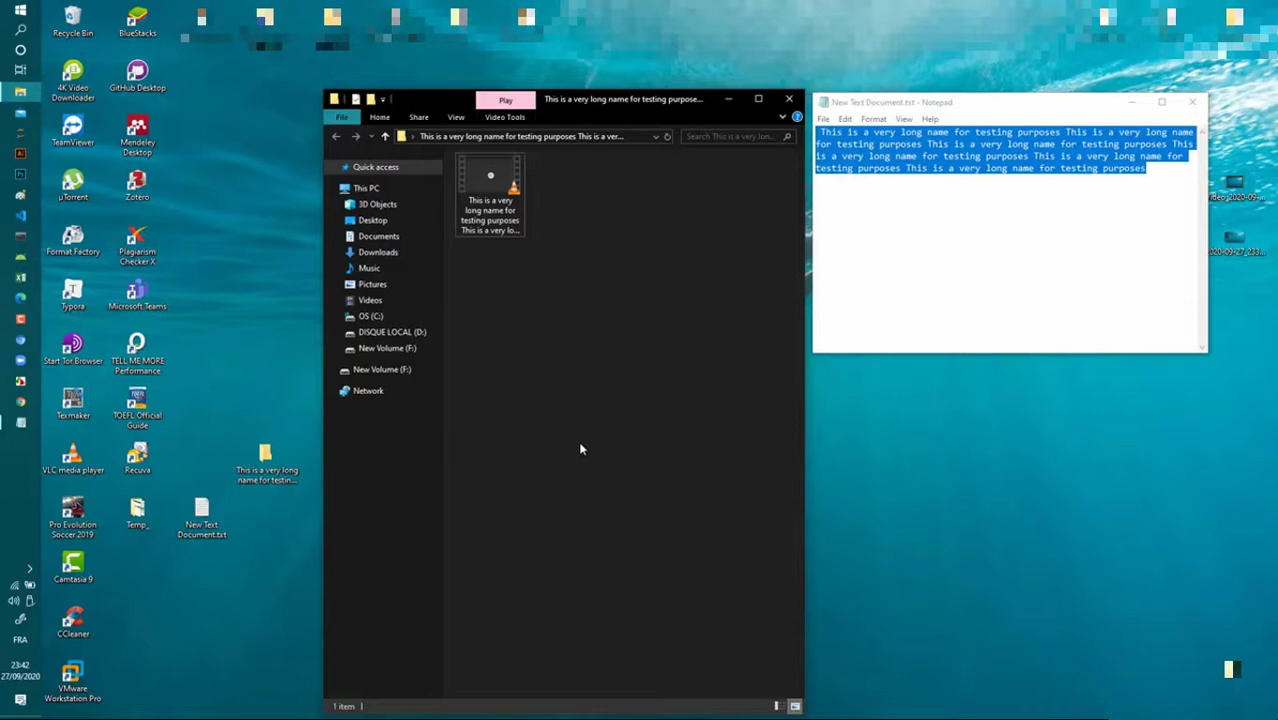 Recycle Bin
BlueStacks
4K Video
Downloader
GitHub Desktop
TeamViewer
Mendeley
Desktop
µTorrent
Zotero
Format Factory
Plagiarism
Checker X
Typora
Microsoft Teams
Start Tor Browser
TELL ME MORE
Performance
Texmaker
TOEFL Official
Guide
VLC media player
Recuva
This is a very long
name for testin...
Pro Evolution
Soccer 2019
Temp_
New Text
Document.txt
Camtasia 9
CCleaner
VMware
Workstation Pro
FRA
23:42
27/09/2020
Play
This is a very long name for testing purpose...
File
Home
Share
View
Video Tools
This is a very long name for testing purposes This is a ver...
Search This is a very lon...
Quick access
This PC
3D Objects
Desktop
Documents
Downloads
Music
Pictures
Videos
OS (C:)
DISQUE LOCAL (D:)
New Volume (F:)
New Volume (F:)
Network
This is a very
long name for
testing purposes
This is a very lo...
1 item
New Text Document.txt - Notepad
File Edit Format View Help
This is a very long name for testing purposes This is a very long name
for testing purposes This is a very long name for testing purposes This
is a very long name for testing purposes This is a very long name for
testing purposes This is a very long name for testing purposes